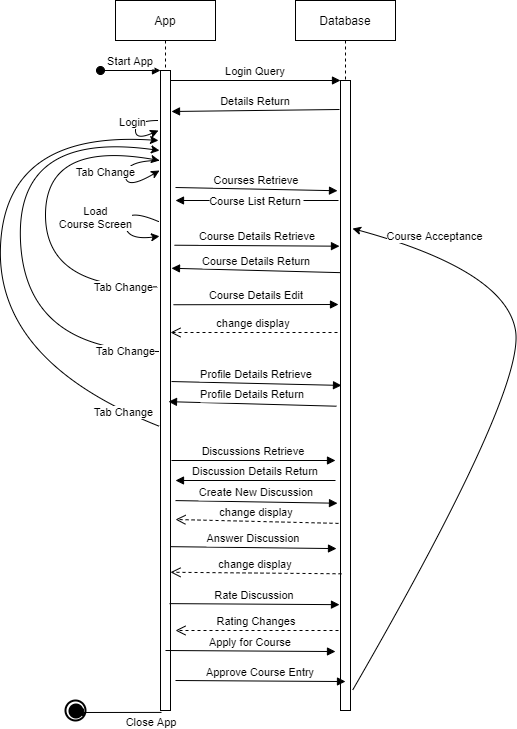 App
Database
Start App
Login Query
Details Return
Login
Tab Change
Courses Retrieve
Course List Return
Load
Course Screen
Course Details Retrieve
Course Acceptance
Course Details Return
Tab Change
Course Details Edit
change display
Tab Change
Profile Details Retrieve
Profile Details Return
Tab Change
Discussions Retrieve
Discussion Details Return
Create New Discussion
change display
Answer Discussion
change display
Rate Discussion
Rating Changes
Apply for Course
Approve Course Entry
Close App